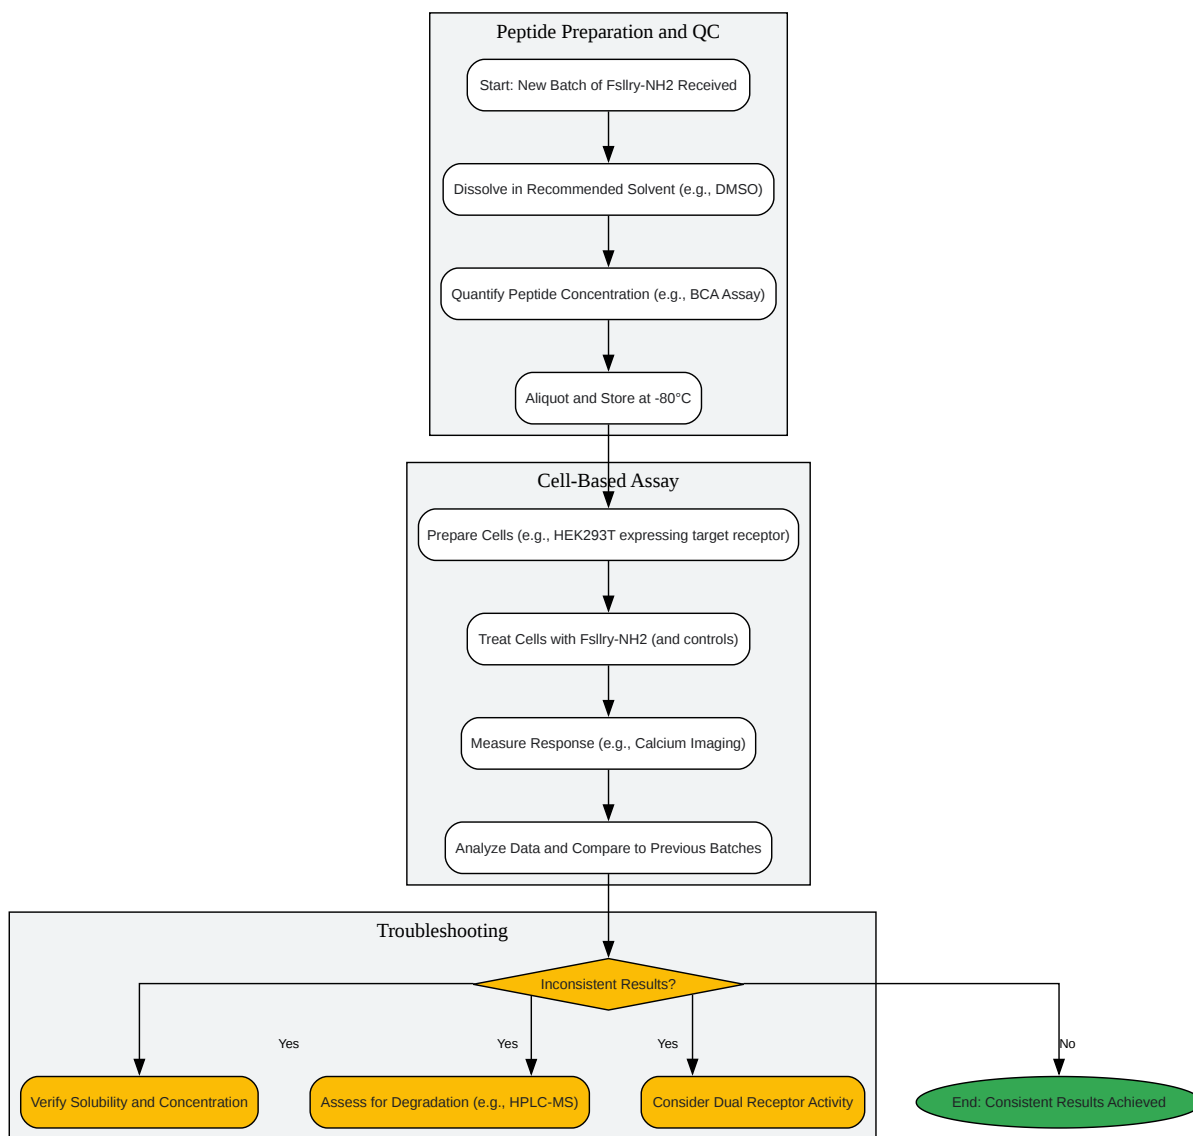 Peptide Preparation and QC
Start: New Batch of Fsllry-NH2 Received
Dissolve in Recommended Solvent (e.g., DMSO)
Quantify Peptide Concentration (e.g., BCA Assay)
Aliquot and Store at -80°C
Cell-Based Assay
Prepare Cells (e.g., HEK293T expressing target receptor)
Treat Cells with Fsllry-NH2 (and controls)
Measure Response (e.g., Calcium Imaging)
Analyze Data and Compare to Previous Batches
Troubleshooting
Inconsistent Results?
Yes
Yes
Yes
No
Verify Solubility and Concentration
Assess for Degradation (e.g., HPLC-MS)
Consider Dual Receptor Activity
End: Consistent Results Achieved